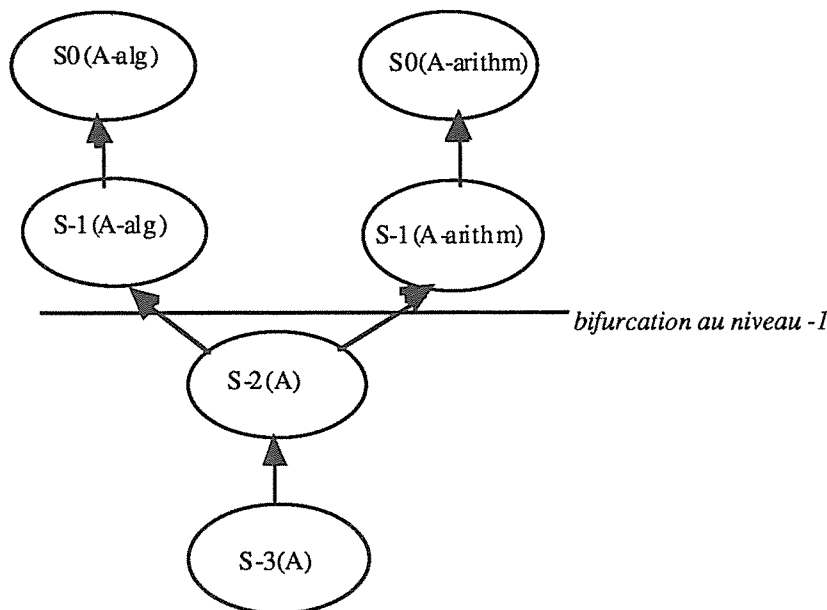 S0(A-alg)
S0(A-arithm)
S-1(A-alg)
S-1(A-arithm)
bifurcation au niveau -1
S-2(A)
S-3(A)